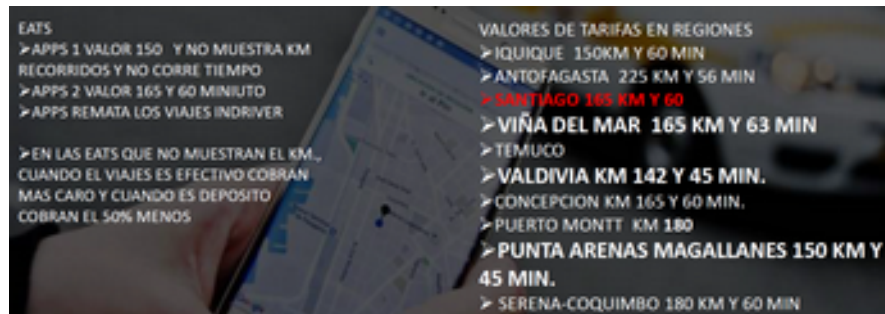 EATS
➢APPS 1 VALOR 150 Y NO MUESTRA KM
RECORRIDOS Y NO CORRE TIEMPO
➢APPS 2 VALOR 165 Y 60 MINIUTO
➢APPS REMATA LOS VIAJES INDRIVER
➢EN LAS EATS QUE NO MUESTRAN EL KM.,
CUANDO EL VIAJES ES EFECTIVO COBRAN
MAS CARO Y CUANDO ES DEPOSITO
COBRAN EL 50% MENOS
VALORES DE TARIFAS EN REGIONES
➢IQUIQUE 150KM Y 60 MIN
➢ANTOFAGASTA 225 KM Y 56 MIN
➢SANTIAGO 165 KM Y 60
➢VIÑA DEL MAR 165 KM Y 63 MIN
➢TEMUCO
➢VALDIVIA KM 142 Y 45 MIN.
➢CONCEPCION KM 165 Y 60 MIN.
➢PUERTO MONTT KM 180
➢PUNTA ARENAS MAGALLANES 150 KM Y
45 MIN.
➢ SERENA-COQUIMBO 180 KM Y 60 MIN